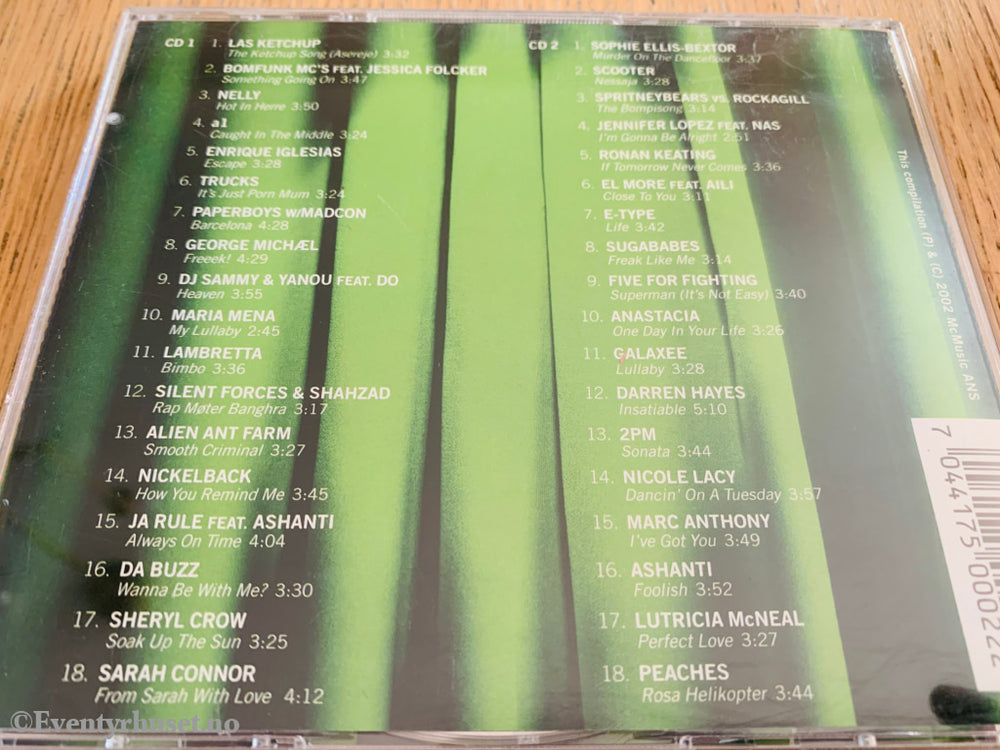 CD 1
1. LAS KETCHUP
The Ketchup Song (Asereje) 3:32
2. BOMFUNK MC'S FEAT. JESSICA FOLCKER
Something Going On 3:47
3. NELLY
Hot In Herre 3:50
4. a1
Caught In The Middle 3:24
5. ENRIQUE IGLESIAS
Escape 3:28
6. TRUCKS
It's Just Porn Mum 3:24
7. PAPERBOYS W/MADCON
Barcelona 4:28
8. GEORGE MICHÆL
Freeek! 4:29
9. DJ SAMMY & YANOU FEAT. DO
Heaven 3:55
10. MARIA MENA
My Lullaby 2:45
11. LAMBRETTA
Bimbo 3:36
12. SILENT FORCES & SHAHZAD
Rap Møter Banghra 3:17
13. ALIEN ANT FARM
Smooth Criminal 3:27
14. NICKELBACK
How You Remind Me 3:45
15. JA RULE FEAT. ASHANTI
Always On Time 4:04
16. DA BUZZ
Wanna Be With Me? 3:30
17. SHERYL CROW
Soak Up The Sun 3:25
18. SARAH CONNOR
From Sarah With Love 4:12
CD 2
1. SOPHIE ELLIS-BEXTOR
Murder On The Dancefloor 3:37
2. SCOOTER
Nessaja 3:28
3. SPRITNEYBEARS VS. ROCKAGILL
The Bompisong 3:14
4. JENNIFER LOPEZ FEAT. NAS
I'm Gonna Be Alright 2:51
5. RONAN KEATING
If Tomorrow Never Comes 3:36
6. EL MORE FEAT. AILI
Close To You 3:11
7. E-TYPE
Life 3:42
8. SUGABABES
Freak Like Me 3:14
9. FIVE FOR FIGHTING
Superman (It's Not Easy) 3:40
10. ANASTACIA
One Day In Your Life 3:26
11. GALAXEE
Lullaby 3:28
12. DARREN HAYES
Insatiable 5:10
13. 2PM
Sonata 3:44
14. NICOLE LACY
Dancin' On A Tuesday 3:57
15. MARC ANTHONY
I've Got You 3:49
16. ASHANTI
Foolish 3:52
17. LUTRICIA McNEAL
Perfect Love 3:27
18. PEACHES
Rosa Helikopter 3:44
This compilation (P) & (C) 2002 McMusic ANS
7 044175 000222
©Eventyrhuset.no